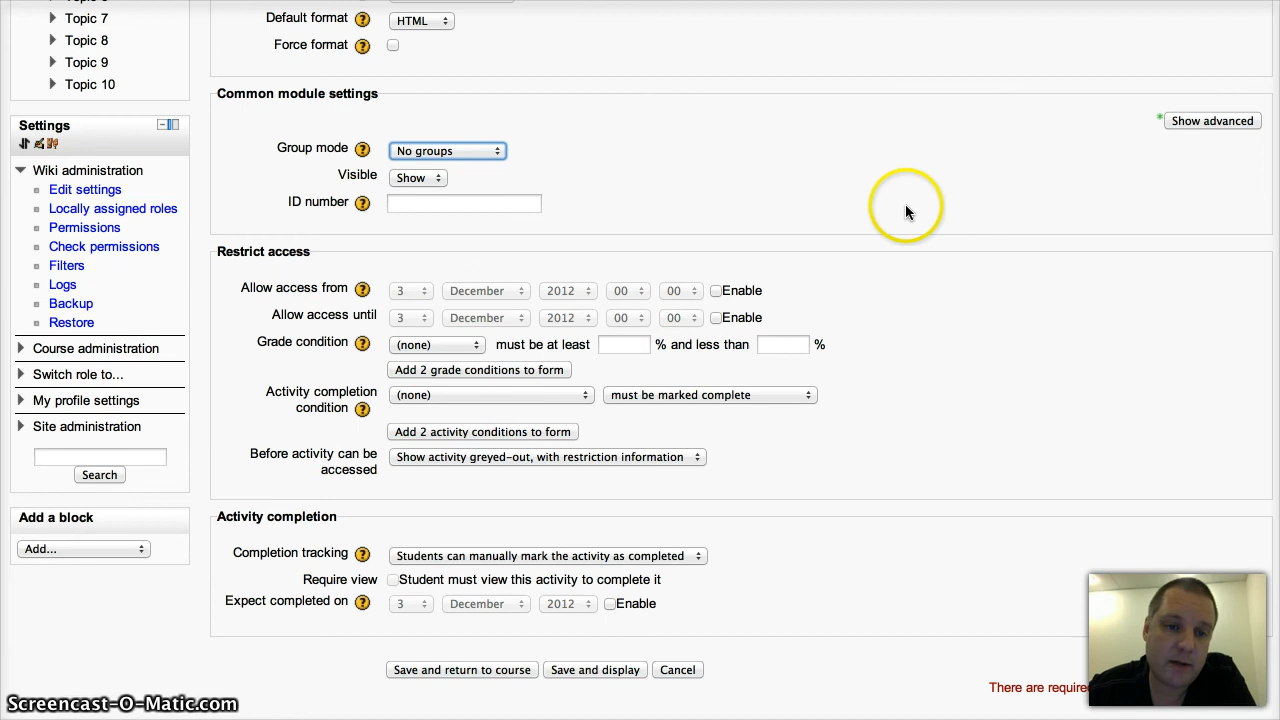 Topic 7
Topic 8
Topic 9
Topic 10
Settings
Wiki administration
Edit settings
Locally assigned roles
Permissions
Check permissions
Filters
Logs
Backup
Restore
Course administration
Switch role to...
My profile settings
Site administration
Search
Add a block
Add...
Default format ? HTML
Force format ?
Common module settings
* Show advanced
Group mode ? No groups
Visible Show
ID number ?
Restrict access
Allow access from ? 3 December 2012 00 00 Enable
Allow access until 3 December 2012 00 00 Enable
Grade condition ? (none) must be at least % and less than %
Add 2 grade conditions to form
Activity completion
condition ? (none) must be marked complete
Add 2 activity conditions to form
Before activity can be
accessed Show activity greyed-out, with restriction information
Activity completion
Completion tracking ? Students can manually mark the activity as completed
Require view Student must view this activity to complete it
Expect completed on ? 3 December 2012 Enable
Save and return to course Save and display Cancel
There are require
Screencast-O-Matic.com